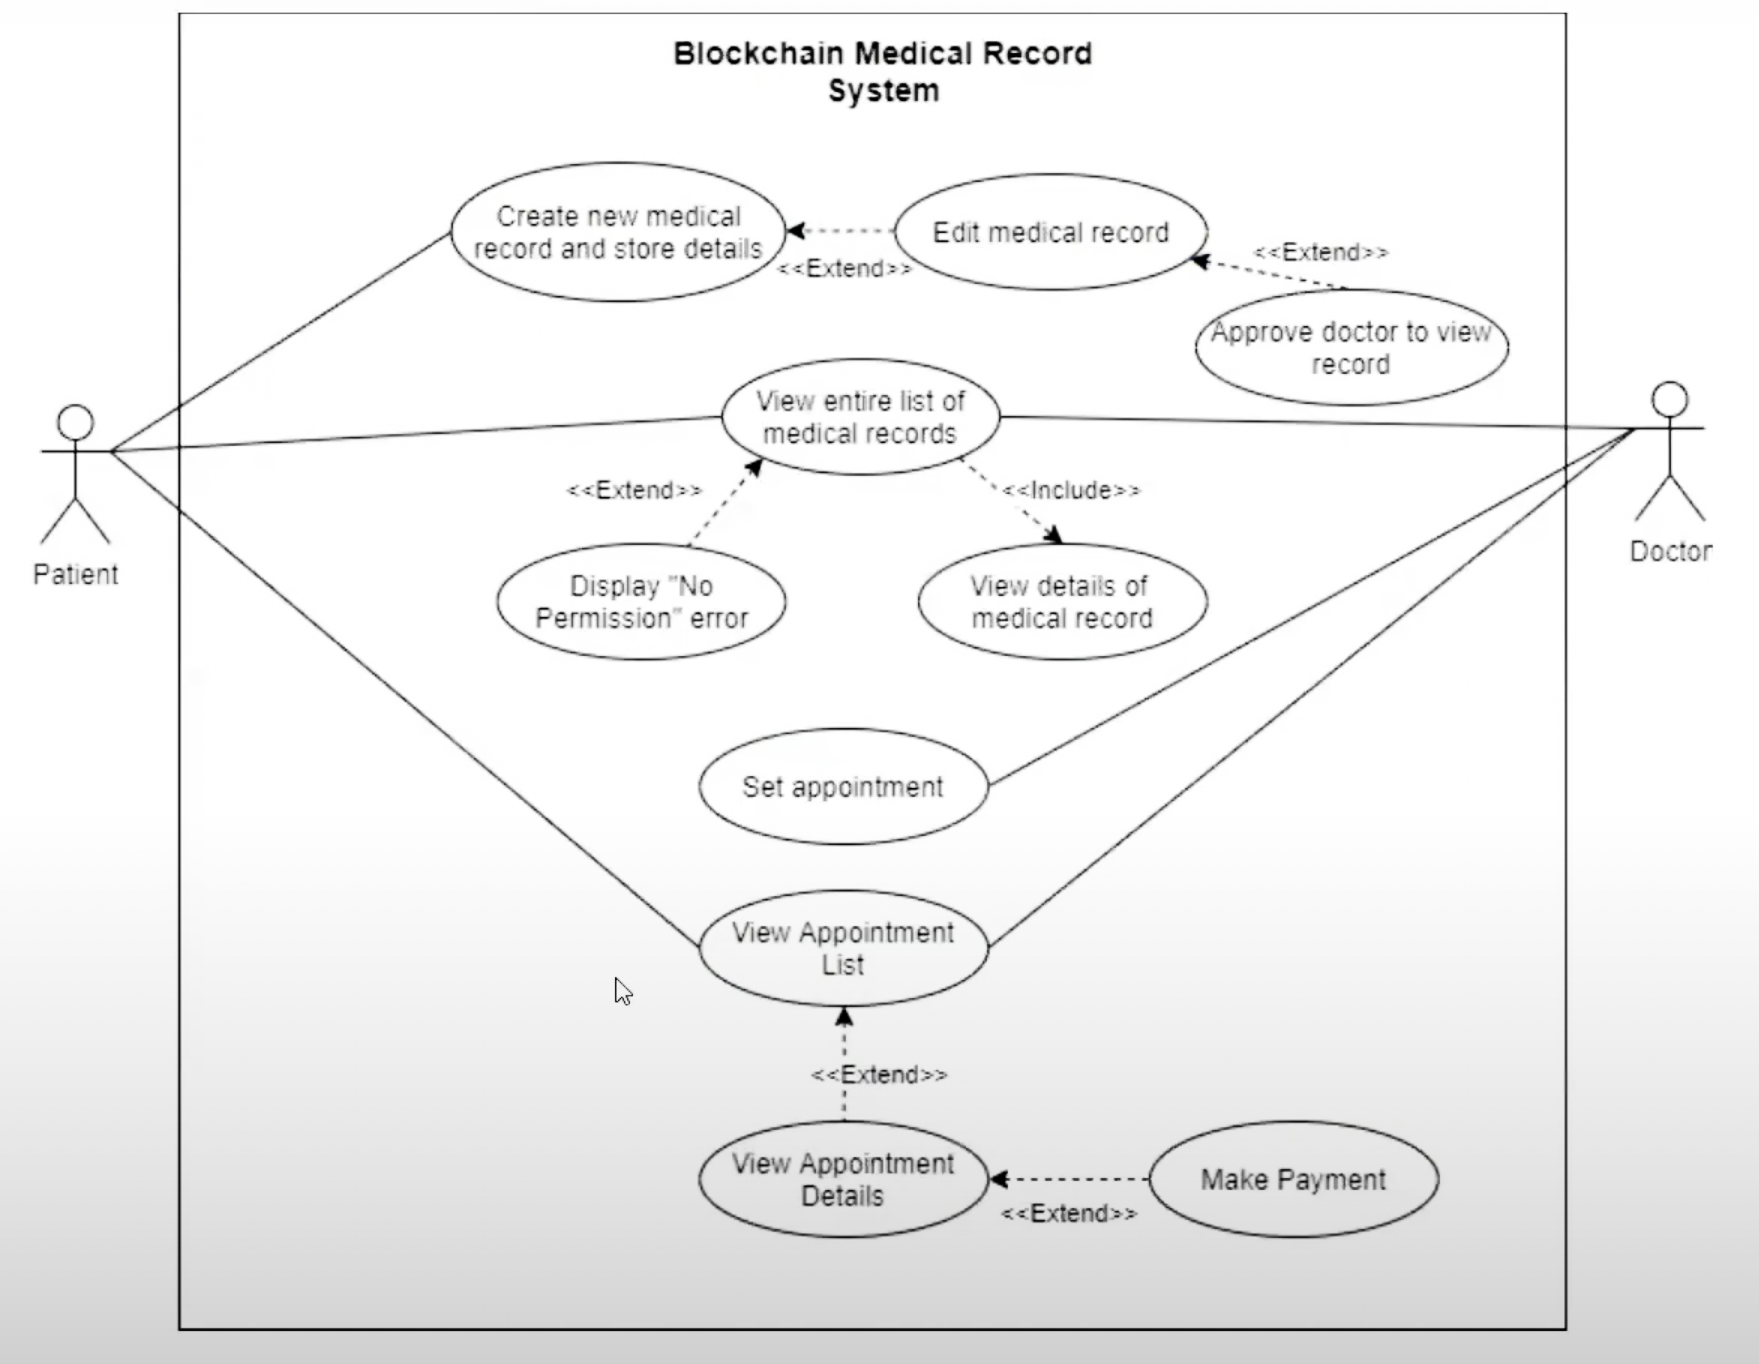 Blockchain Medical Record
System
Create new medical
record and store details
<<Extend>>
Edit medical record
<<Extend>>
Approve doctor to view
record
View entire list of
medical records
Patient
Doctor
<<Extend>>
<<Include>>
Display "No
Permission" error
View details of
medical record
Set appointment
View Appointment
List
<<Extend>>
View Appointment
Details
<<Extend>>
Make Payment